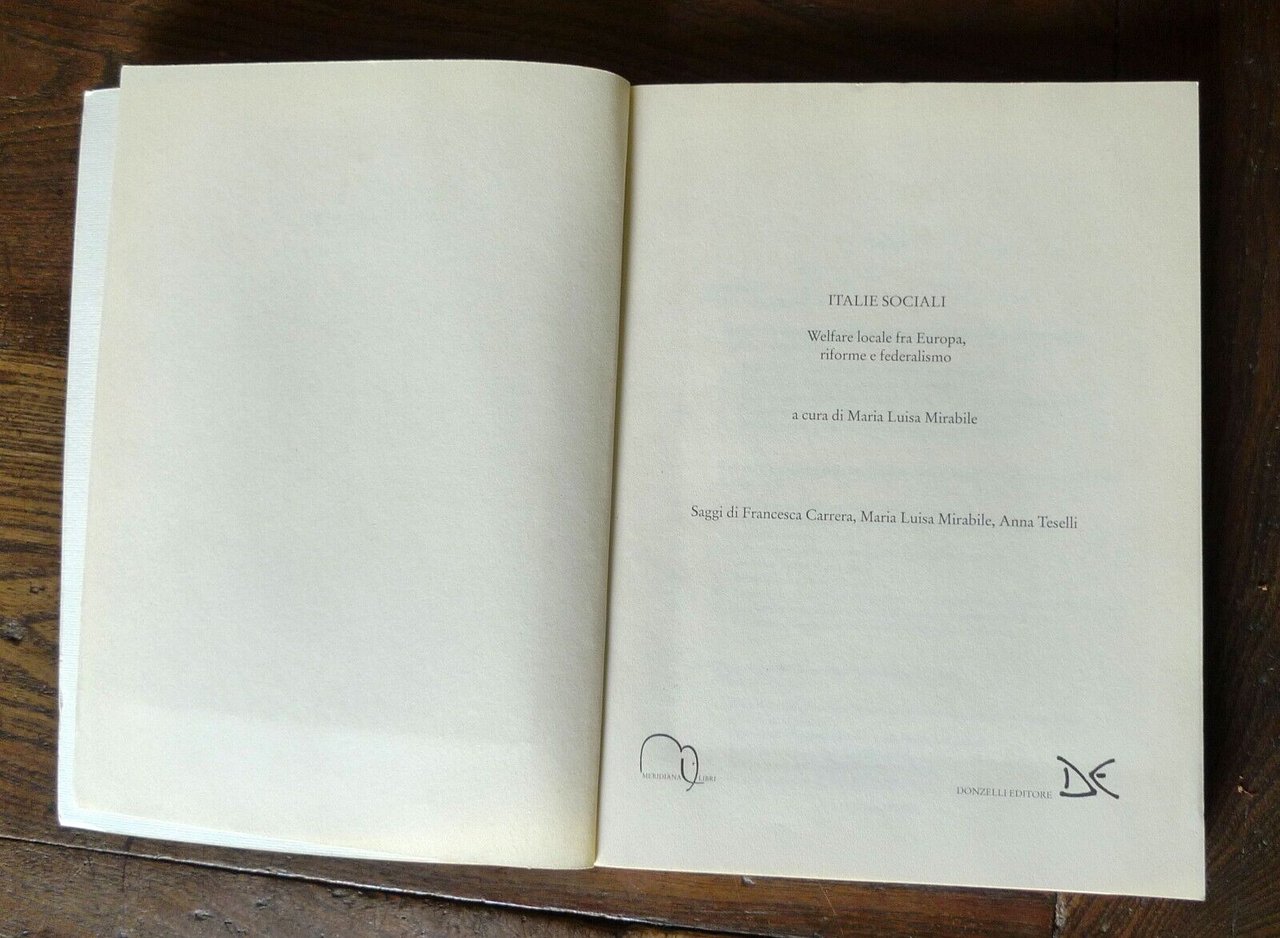 ITALIE SOCIALI
Welfare locale fra Europa,
riforme e federalismo
a cura di Maria Luisa Mirabile
Saggi di Francesca Carrera, Maria Luisa Mirabile, Anna Teselli
MERIDIANA LIBRI
DONZELLI EDITORE DE